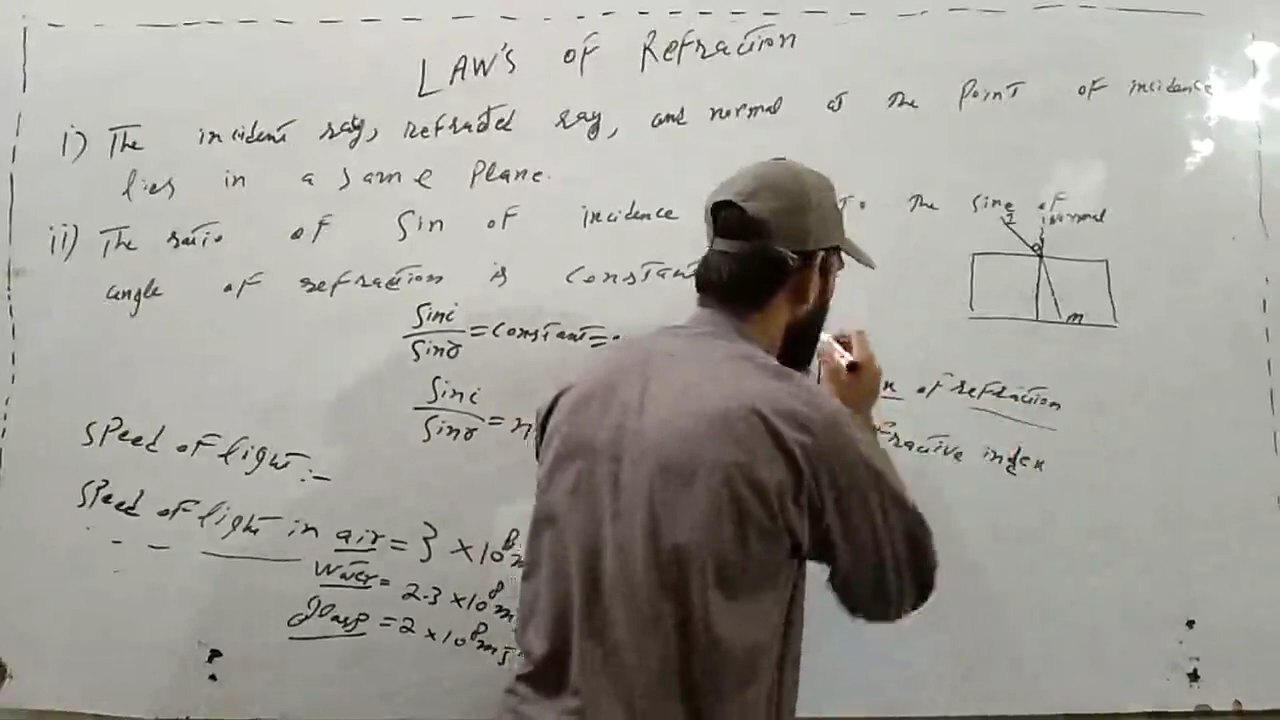 LAW's OF Refraction
i) The incident ray, refracted ray, and normal at the Point of incidence
lies in a same Plane.
ii) The ratio of Sin of incidence The Sine of
I normal
angle of refraction is Constant
m
Sini/Sinr = Constant =
Sini/Sinr = n
of refraction
index
Speed of light:-
Speed of light in air = 3 × 10⁸ m
Water = 2.3 × 10⁸ m
glass = 2 × 10⁸ ms